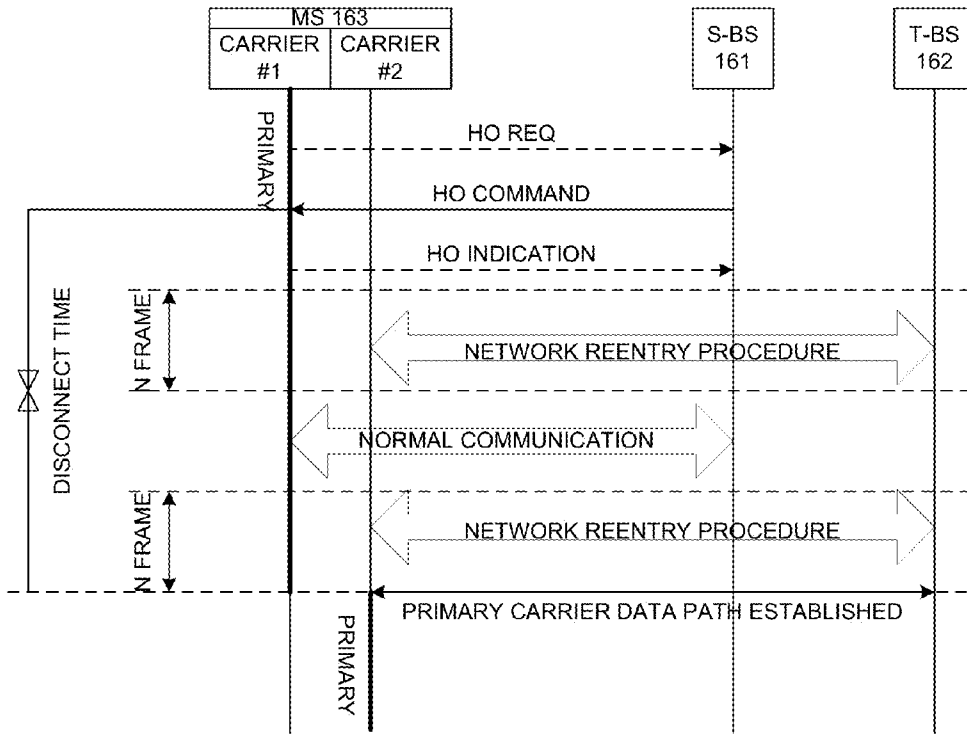 MS 163
CARRIER
#1
CARRIER
#2
S-BS
161
T-BS
162
PRIMARY
HO REQ
HO COMMAND
HO INDICATION
DISCONNECT TIME
N FRAME
NETWORK REENTRY PROCEDURE
NORMAL COMMUNICATION
N FRAME
NETWORK REENTRY PROCEDURE
PRIMARY CARRIER DATA PATH ESTABLISHED
PRIMARY